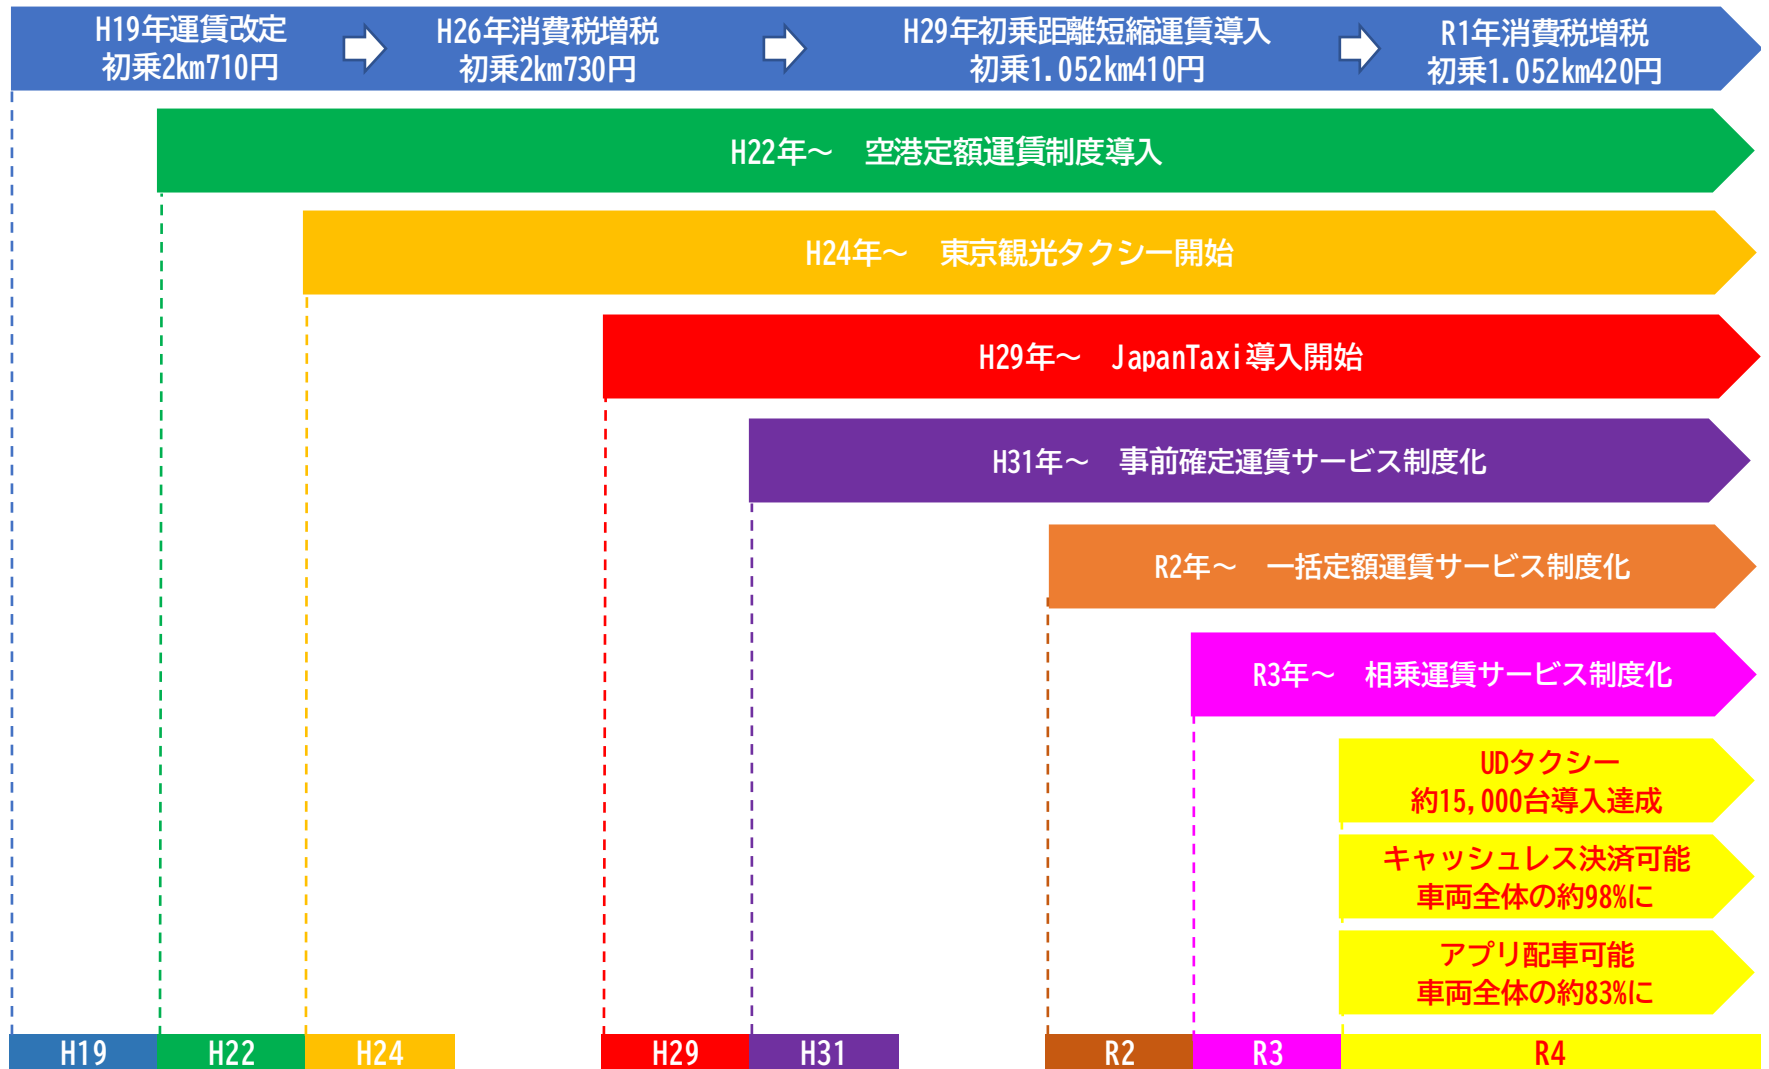 H19年運賃改定
初乗2km710円
H26年消費税増税
初乗2km730円
H29年初乗距離短縮運賃導入
初乗1.052km410円
R1年消費税増税
初乗1.052km420円
H22年～　空港定額運賃制度導入
H24年～　東京観光タクシー開始
H29年～　JapanTaxi導入開始
H31年～　事前確定運賃サービス制度化
R2年～　一括定額運賃サービス制度化
R3年～　相乗運賃サービス制度化
UDタクシー
約15,000台導入達成
キャッシュレス決済可能
車両全体の約98%に
アプリ配車可能
車両全体の約83%に
H19
H22
H24
H29
H31
R2
R3
R4